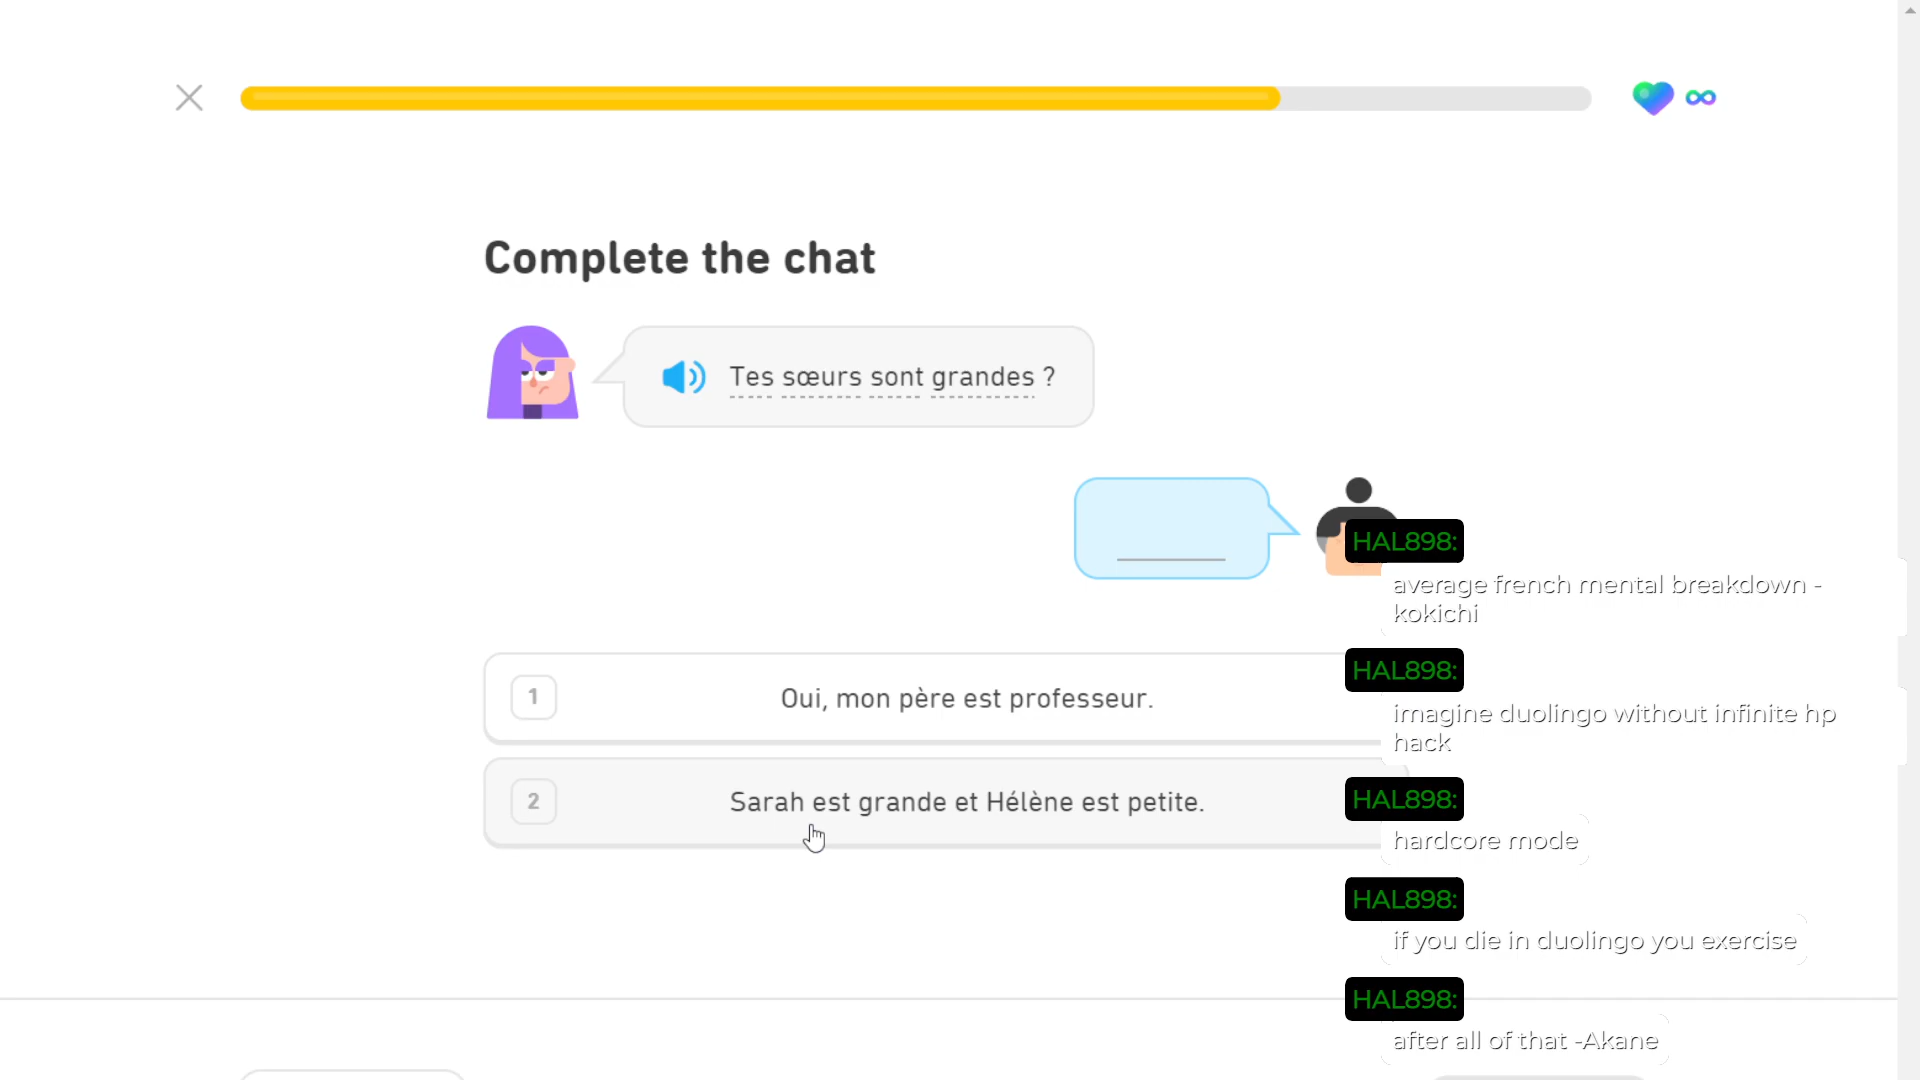 Complete the chat
Tes sœurs sont grandes ?
HAL898:
average french mental breakdown -
kokichi
HAL898:
1 Oui, mon père est professeur.
imagine duolingo without infinite hp
hack
HAL898:
2 Sarah est grande et Hélène est petite.
hardcore mode
HAL898:
if you die in duolingo you exercise
HAL898:
after all of that -Akane